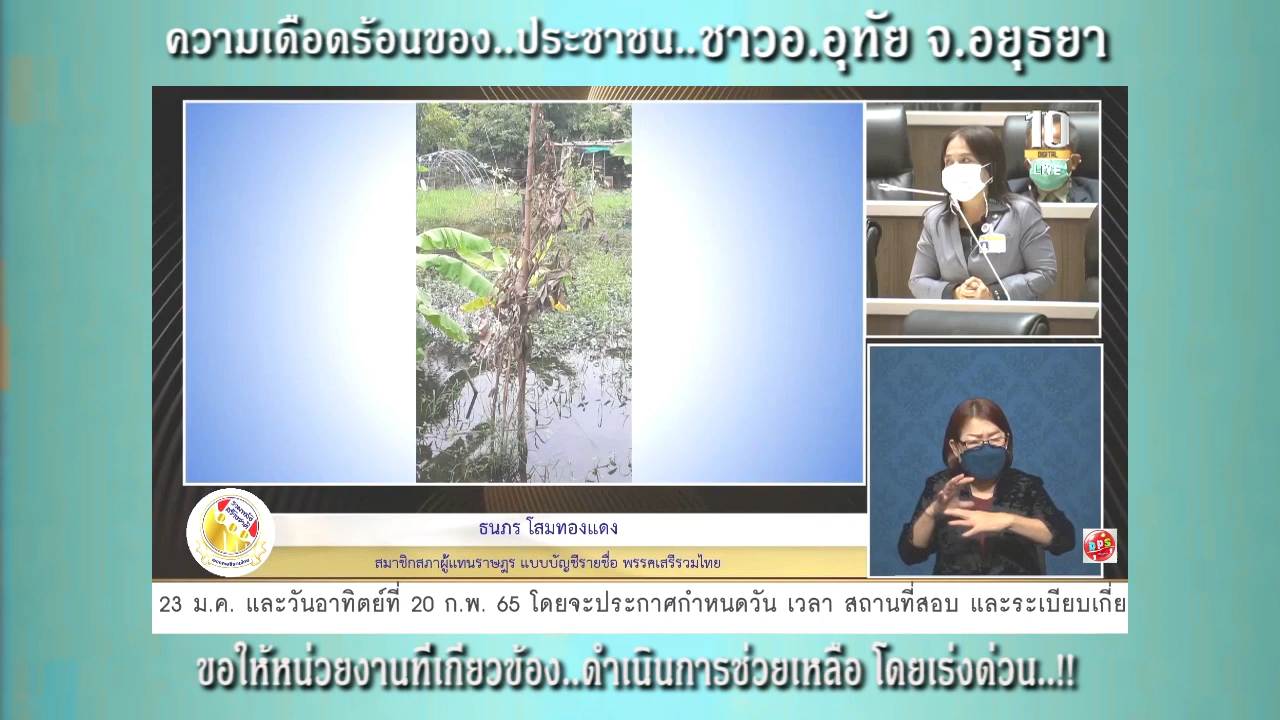 ความเดือดร้อนของ..ประชาชน..ชาวอ.อุทัย จ.อยุธยา
10
DIGITAL
LIVE
ธนภร โสมทองแดง
สมาชิกสภาผู้แทนราษฎร แบบบัญชีรายชื่อ พรรคเสรีรวมไทย
DPS
23 ม.ค. และวันอาทิตย์ที่ 20 ก.พ. 65 โดยจะประกาศกำหนดวัน เวลา สถานที่สอบ และระเบียบเกี่ย
ขอให้หน่วยงานที่เกี่ยวข้อง..ดำเนินการช่วยเหลือ โดยเร่งด่วน..!!